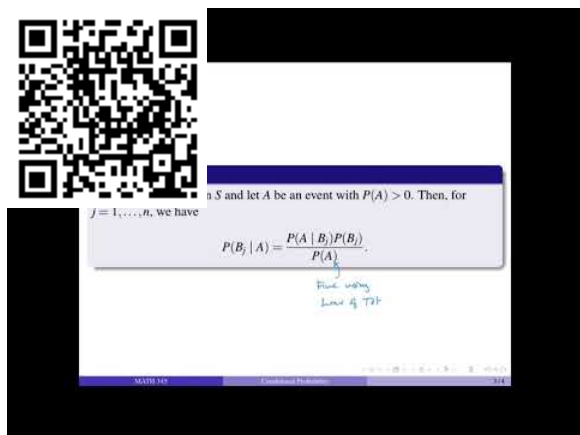 n S and let A be an event with P(A) > 0. Then, for
j = 1,...,n, we have
P(B_j | A) = P(A | B_j)P(B_j) / P(A).
Find using
Law of Tot
MATH 345
Conditional Probability
3/4